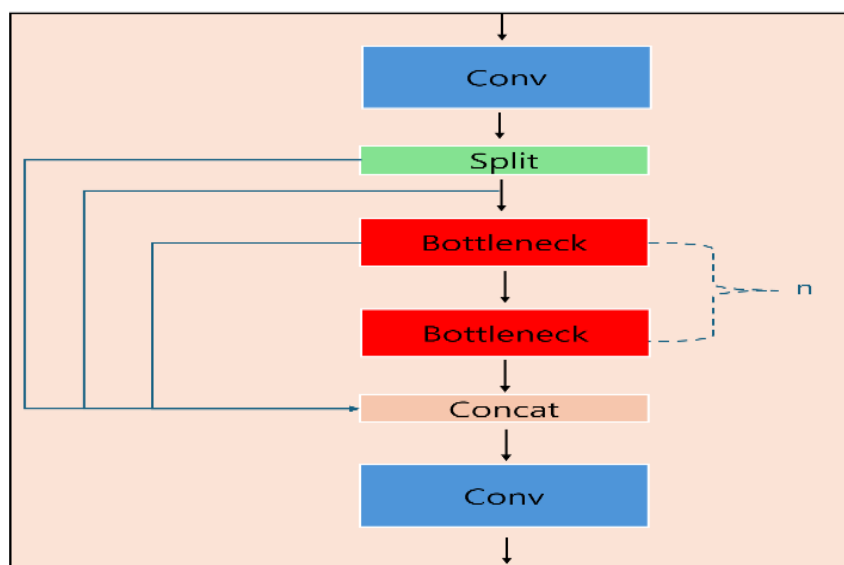 Conv
Split
Bottleneck
n
Bottleneck
Concat
Conv